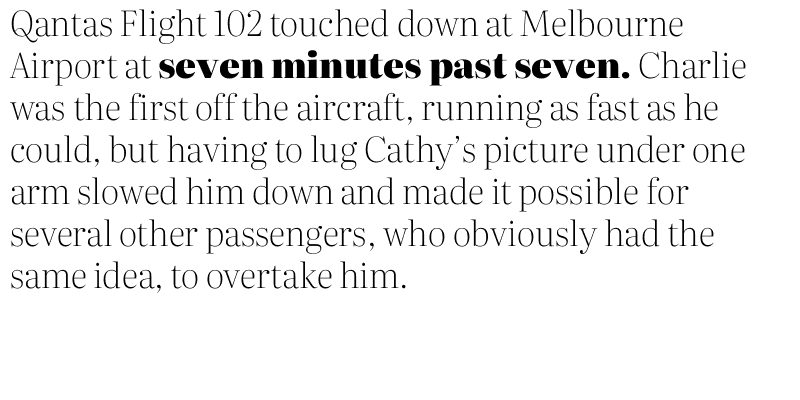 Qantas Flight 102 touched down at Melbourne
Airport at seven minutes past seven. Charlie
was the first off the aircraft, running as fast as he
could, but having to lug Cathy’s picture under one
arm slowed him down and made it possible for
several other passengers, who obviously had the
same idea, to overtake him.